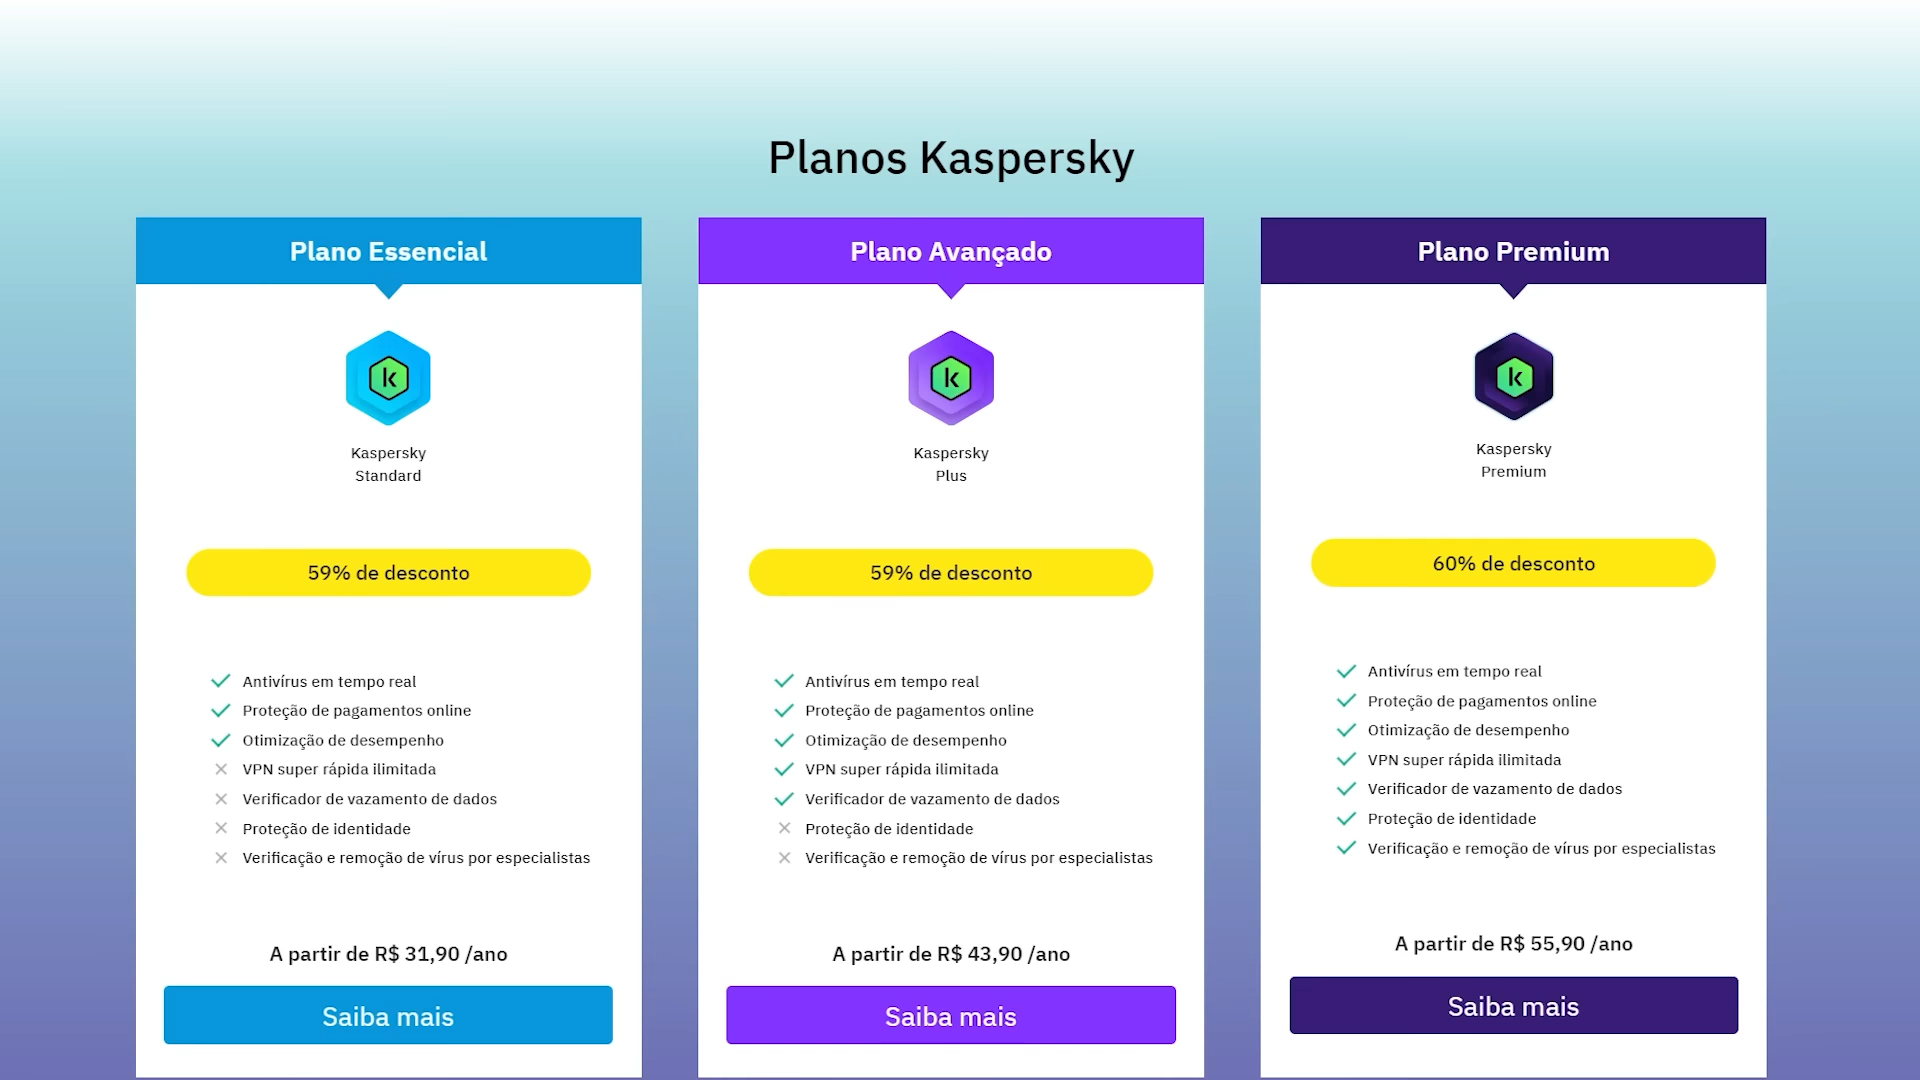 Planos Kaspersky
Plano Essencial
k
Kaspersky
Standard
59% de desconto
Antivírus em tempo real
Proteção de pagamentos online
Otimização de desempenho
VPN super rápida ilimitada
Verificador de vazamento de dados
Proteção de identidade
Verificação e remoção de vírus por especialistas
A partir de R$ 31,90 /ano
Saiba mais
Plano Avançado
k
Kaspersky
Plus
59% de desconto
Antivírus em tempo real
Proteção de pagamentos online
Otimização de desempenho
VPN super rápida ilimitada
Verificador de vazamento de dados
Proteção de identidade
Verificação e remoção de vírus por especialistas
A partir de R$ 43,90 /ano
Saiba mais
Plano Premium
k
Kaspersky
Premium
60% de desconto
Antivírus em tempo real
Proteção de pagamentos online
Otimização de desempenho
VPN super rápida ilimitada
Verificador de vazamento de dados
Proteção de identidade
Verificação e remoção de vírus por especialistas
A partir de R$ 55,90 /ano
Saiba mais